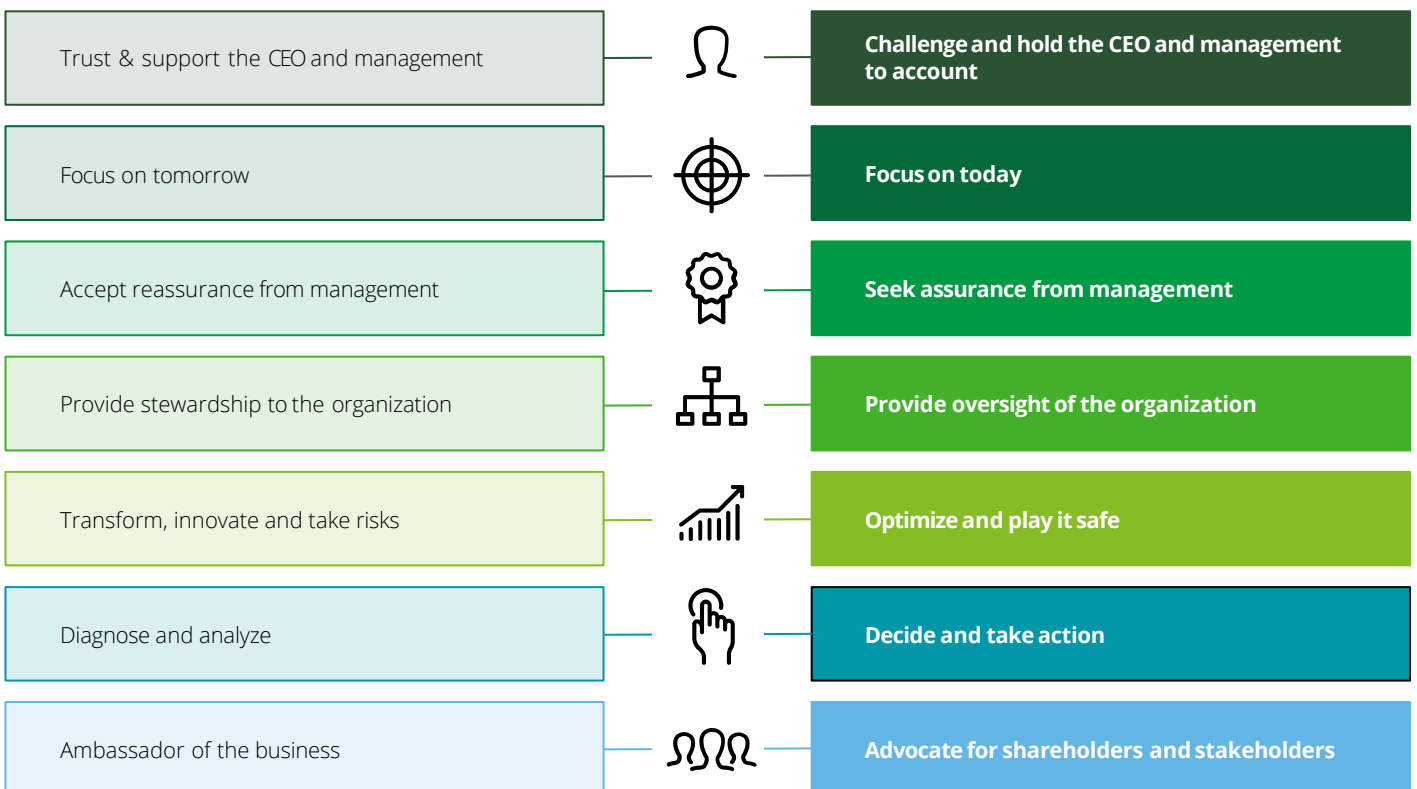 Trust & support the CEO and management
Challenge and hold the CEO and management
to account
Focus on tomorrow
Focus on today
Accept reassurance from management
Seek assurance from management
Provide stewardship to the organization
Provide oversight of the organization
Transform, innovate and take risks
Optimize and play it safe
Diagnose and analyze
Decide and take action
Ambassador of the business
Advocate for shareholders and stakeholders